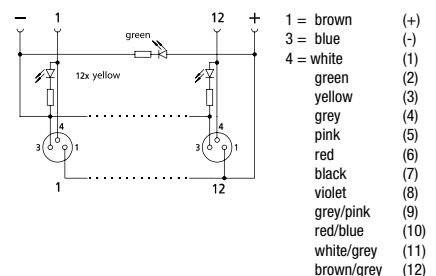 − 1 12 +
green
12x yellow
4 4
3 1 3 1
1 12
1 = brown (+)
3 = blue (-)
4 = white (1)
green (2)
yellow (3)
grey (4)
pink (5)
red (6)
black (7)
violet (8)
grey/pink (9)
red/blue (10)
white/grey (11)
brown/grey (12)